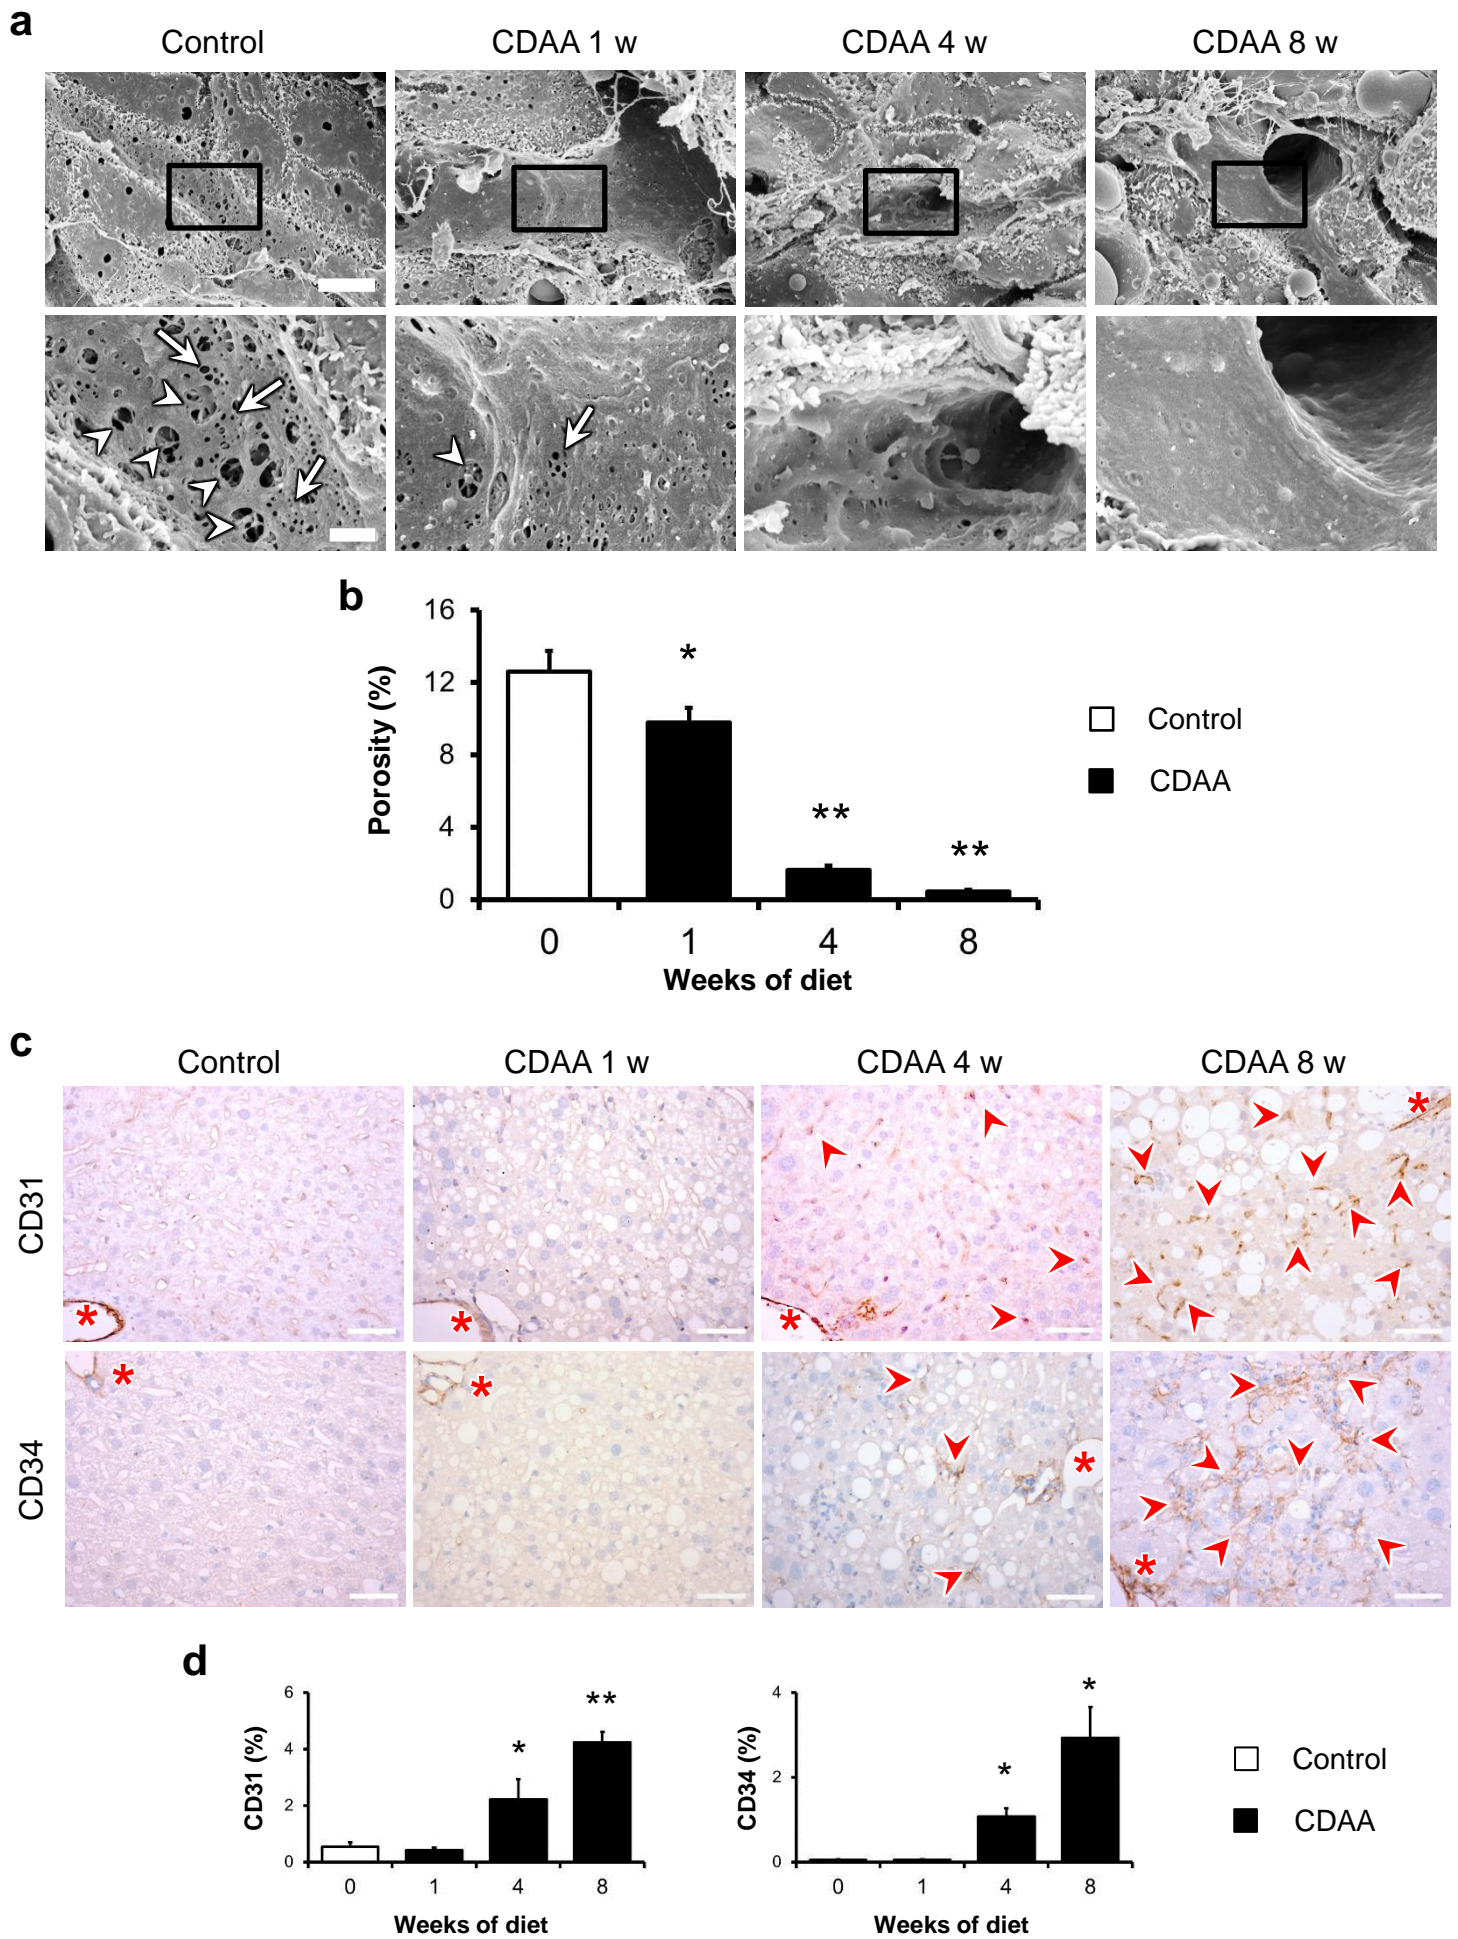 a
Control
CDAA 1 w
CDAA 4 w
CDAA 8 w
b
16
12
8
4
0
Porosity (%)
*
**
**
0
1
4
8
Weeks of diet
Control
CDAA
c
Control
CDAA 1 w
CDAA 4 w
CDAA 8 w
CD31
*
*
*
*
CD34
*
*
*
*
d
6
4
2
0
CD31 (%)
*
**
0
1
4
8
Weeks of diet
4
2
0
CD34 (%)
*
*
0
1
4
8
Weeks of diet
Control
CDAA